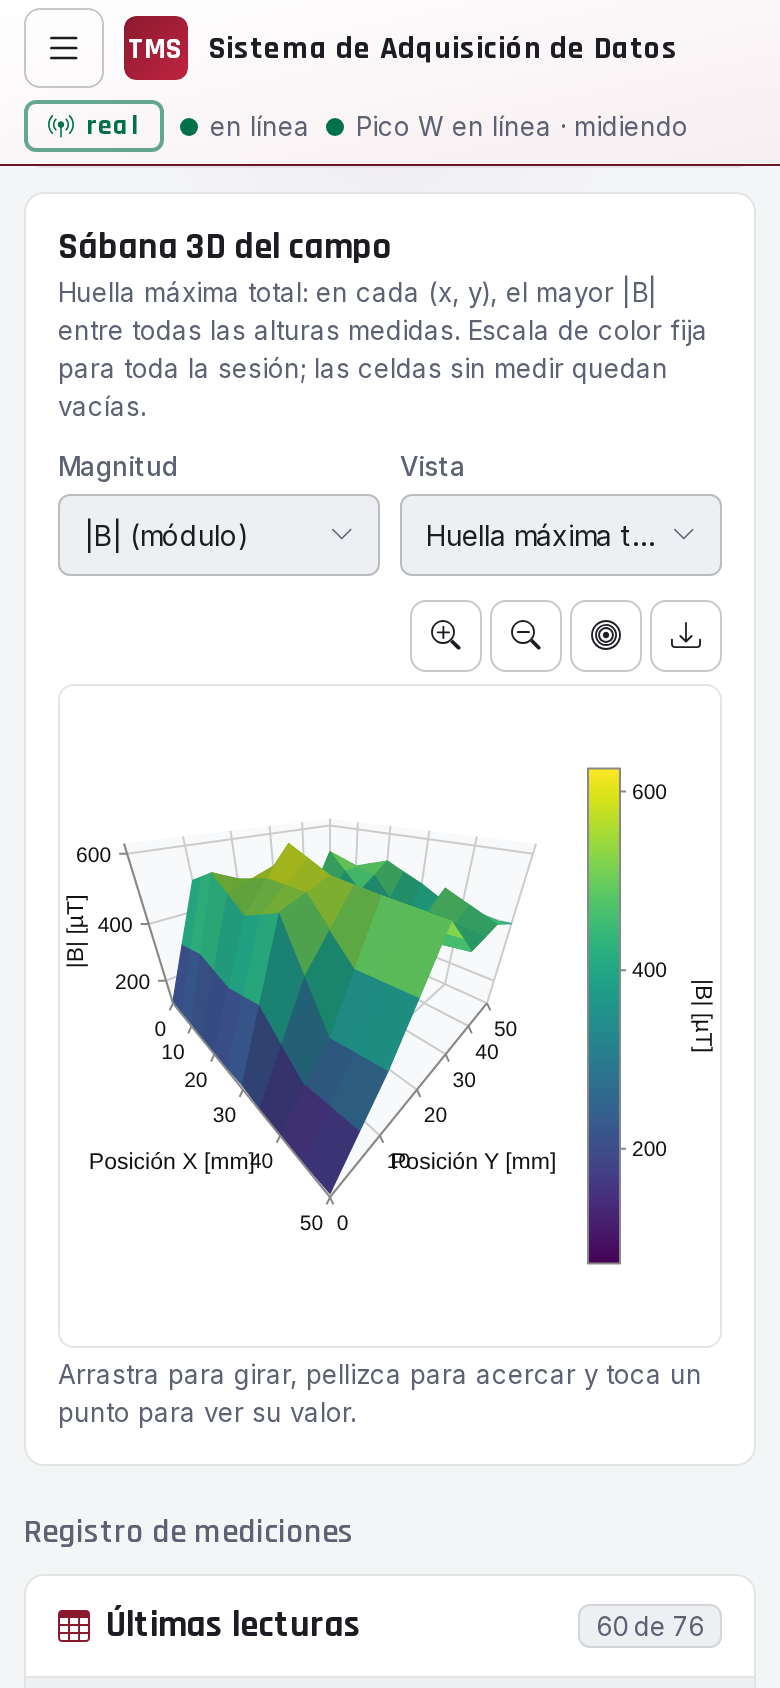 TMS Sistema de Adquisición de Datos
real en línea Pico W en línea · midiendo
Sábana 3D del campo
Huella máxima total: en cada (x, y), el mayor |B|
entre todas las alturas medidas. Escala de color fija
para toda la sesión; las celdas sin medir quedan
vacías.
Magnitud Vista
|B| (módulo) Huella máxima t...
600
400
200
|B| [µT]
0
10
20
30
40
50
Posición X [mm]
0
10
20
30
40
50
Posición Y [mm]
600
400
200
|B| [µT]
Arrastra para girar, pellizca para acercar y toca un
punto para ver su valor.
Registro de mediciones
Últimas lecturas 60 de 76